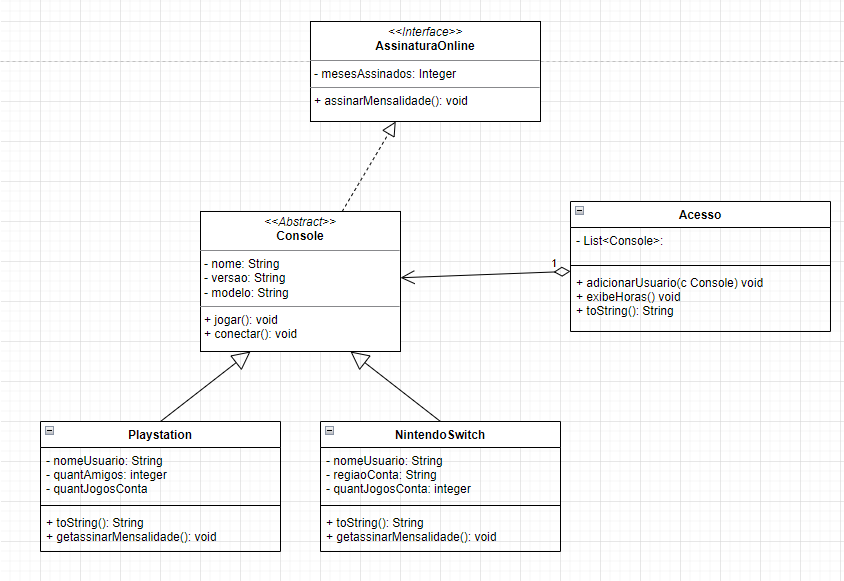 <<Interface>>
AssinaturaOnline
- mesesAssinados: Integer
+ assinarMensalidade(): void
<<Abstract>>
Console
- nome: String
- versao: String
- modelo: String
+ jogar(): void
+ conectar(): void
1
Acesso
- List<Console>:
+ adicionarUsuario(c Console) void
+ exibeHoras() void
+ toString(): String
Playstation
- nomeUsuario: String
- quantAmigos: integer
- quantJogosConta
+ toString(): String
+ getassinarMensalidade(): void
NintendoSwitch
- nomeUsuario: String
- regiaoConta: String
- quantJogosConta: integer
+ toString(): String
+ getassinarMensalidade(): void